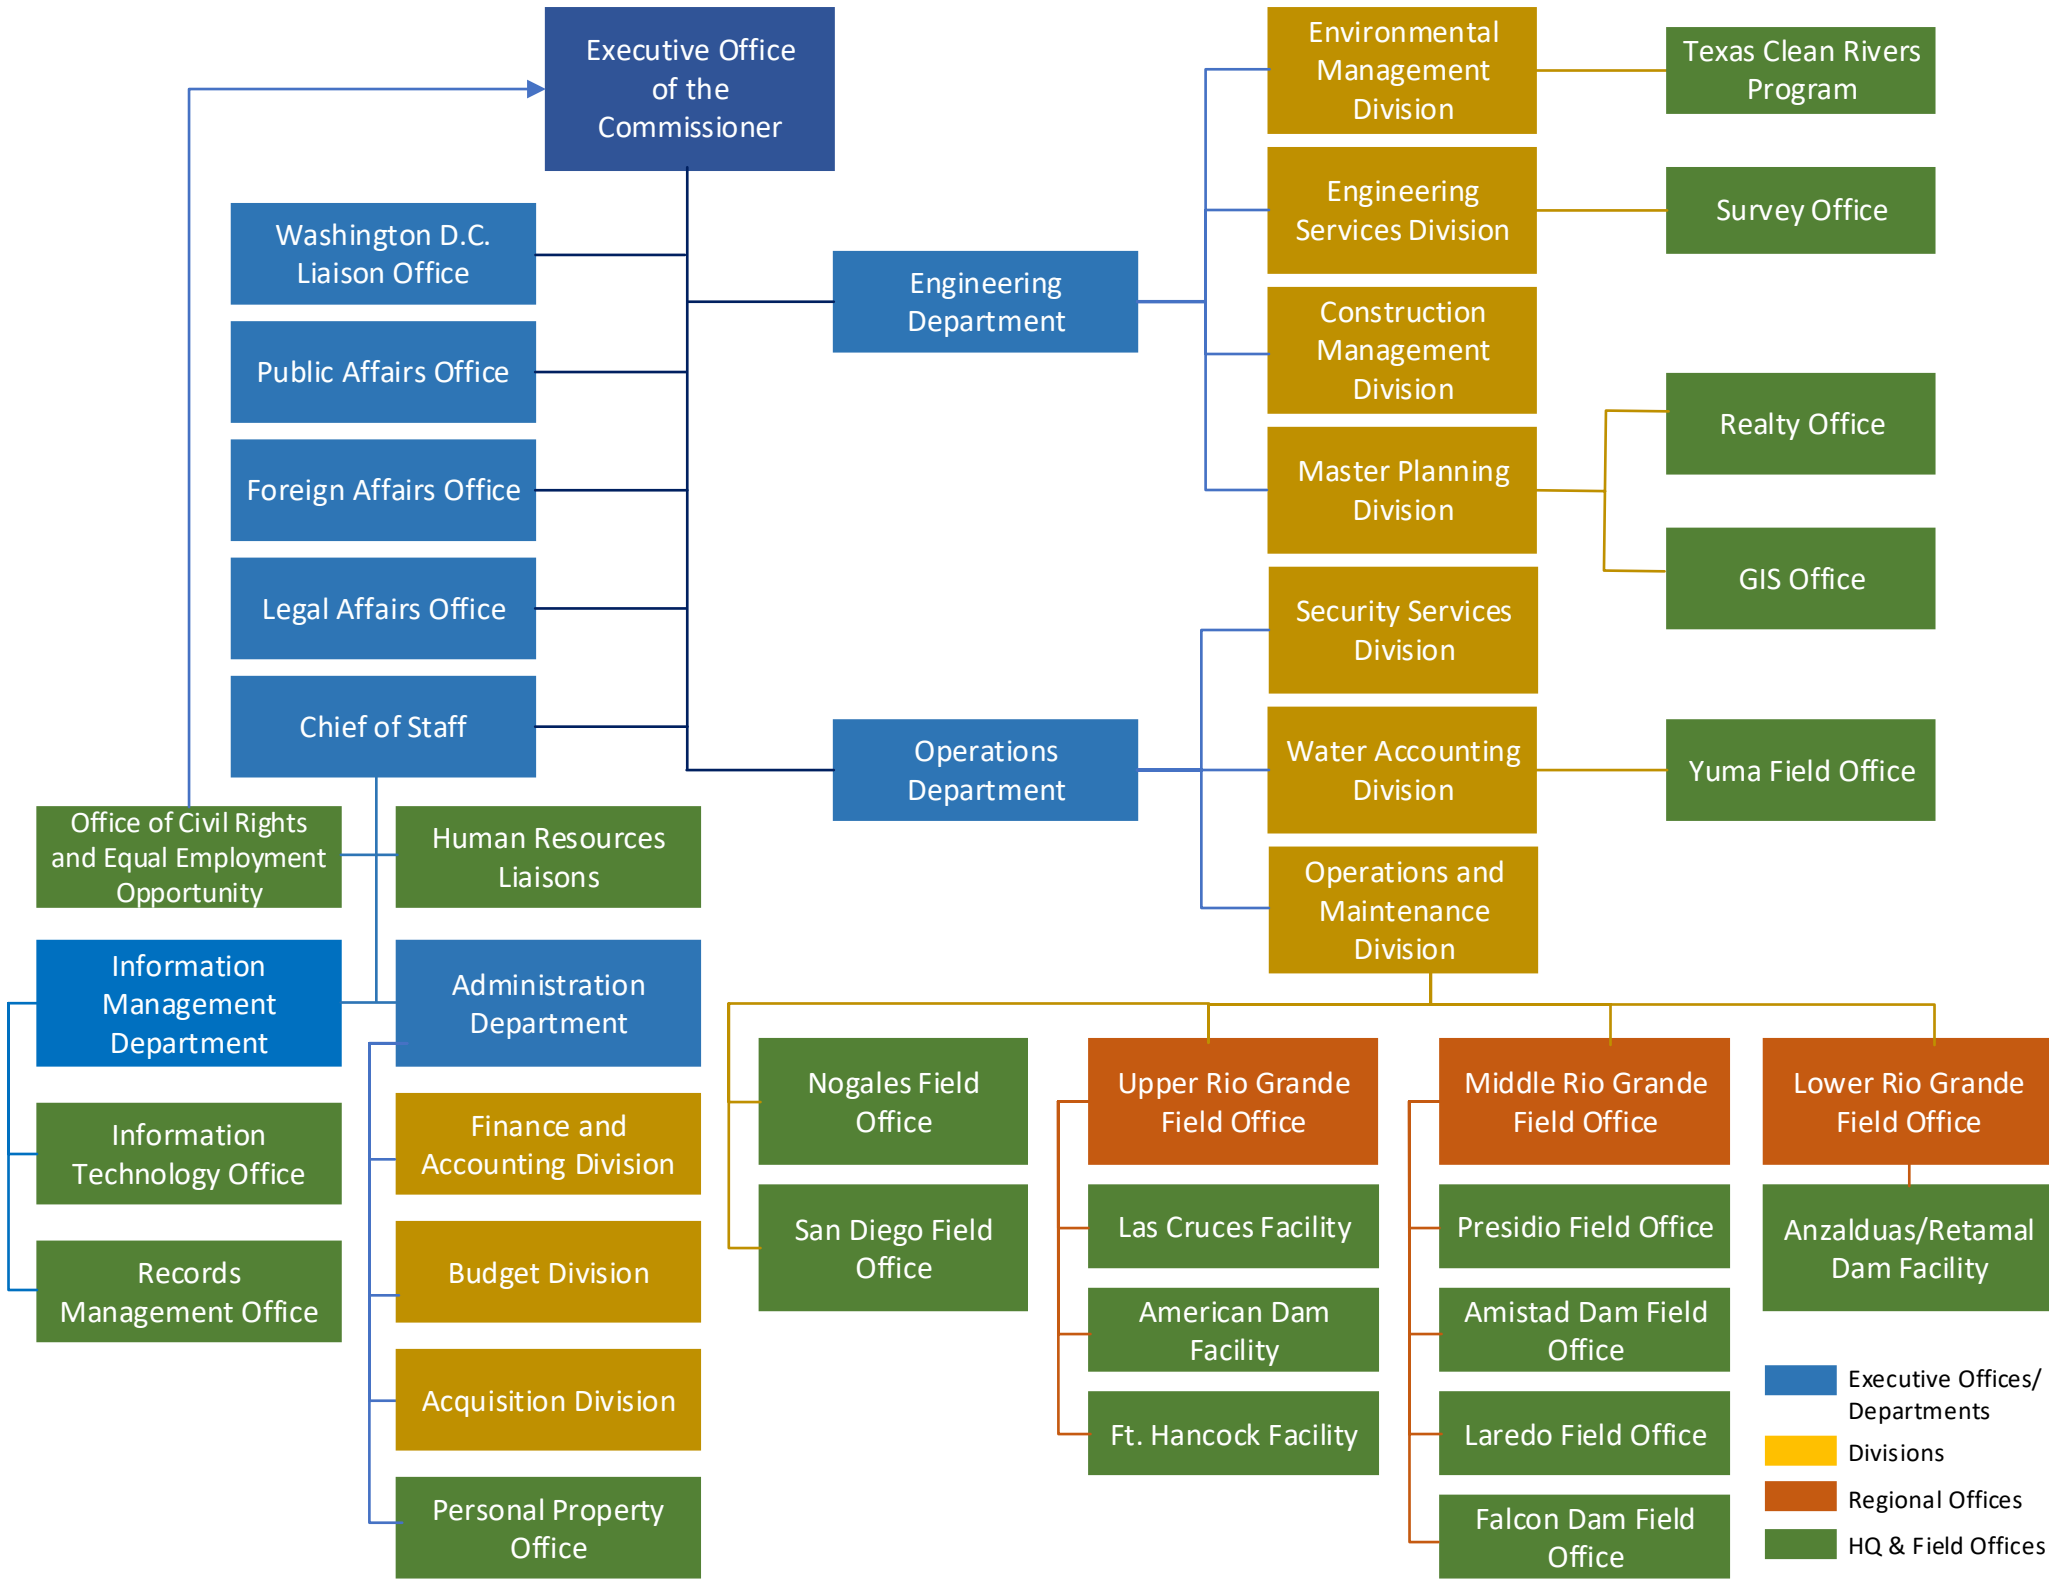 Executive Office
of the
Commissioner
Washington D.C.
Liaison Office
Public Affairs Office
Foreign Affairs Office
Legal Affairs Office
Chief of Staff
Office of Civil Rights
and Equal Employment
Opportunity
Human Resources
Liaisons
Information
Management
Department
Information
Technology Office
Records
Management Office
Administration
Department
Finance and
Accounting Division
Budget Division
Acquisition Division
Personal Property
Office
Engineering
Department
Environmental
Management
Division
Texas Clean Rivers
Program
Engineering
Services Division
Survey Office
Construction
Management
Division
Master Planning
Division
Realty Office
GIS Office
Operations
Department
Security Services
Division
Water Accounting
Division
Yuma Field Office
Operations and
Maintenance
Division
Nogales Field
Office
San Diego Field
Office
Upper Rio Grande
Field Office
Las Cruces Facility
American Dam
Facility
Ft. Hancock Facility
Middle Rio Grande
Field Office
Presidio Field Office
Amistad Dam Field
Office
Laredo Field Office
Falcon Dam Field
Office
Lower Rio Grande
Field Office
Anzalduas/Retamal
Dam Facility
Executive Offices/
Departments
Divisions
Regional Offices
HQ & Field Offices